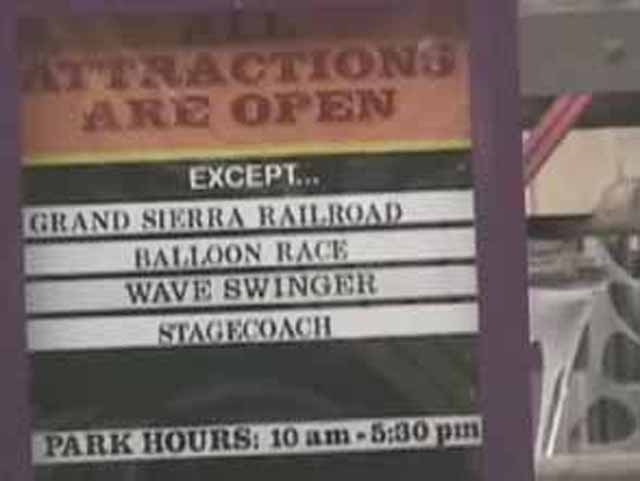 ALL
ATTRACTIONS
ARE OPEN
EXCEPT...
GRAND SIERRA RAILROAD
BALLOON RACE
WAVE SWINGER
STAGECOACH
PARK HOURS: 10 am - 5:30 pm